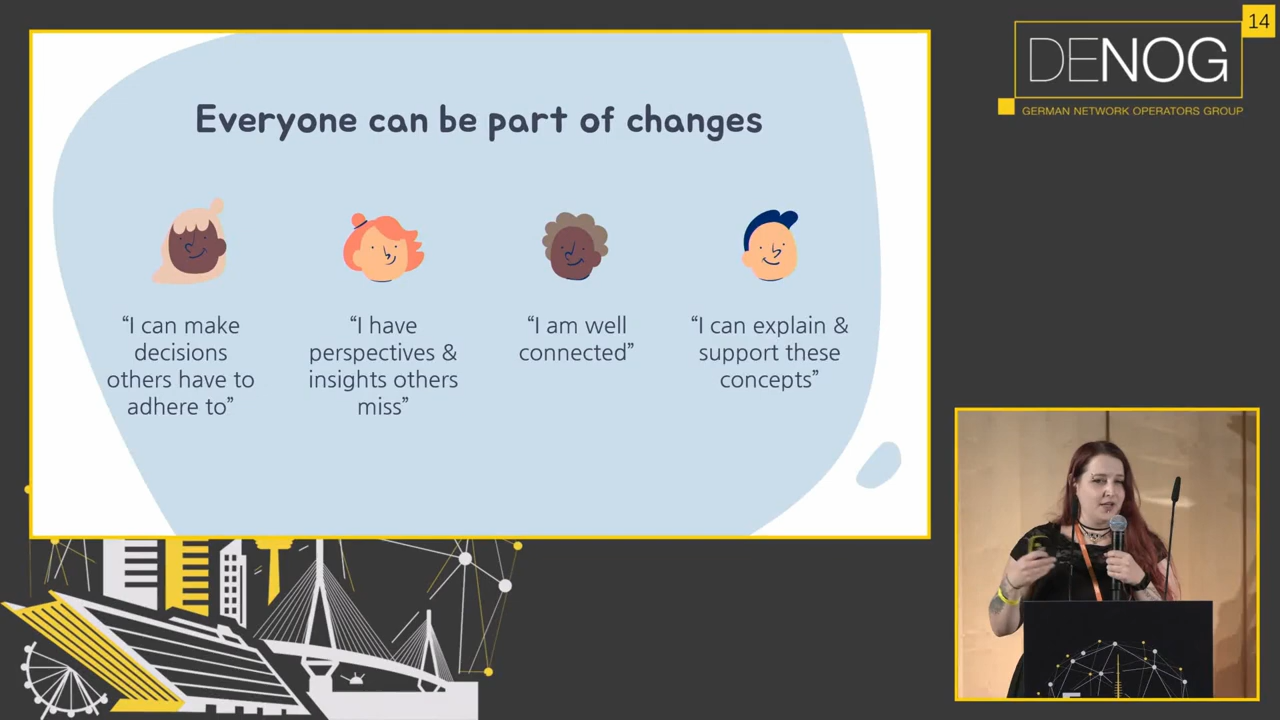 14
DENOG
GERMAN NETWORK OPERATORS GROUP
Everyone can be part of changes
“I can make
decisions
others have to
adhere to”
“I have
perspectives &
insights others
miss”
“I am well
connected”
“I can explain &
support these
concepts”